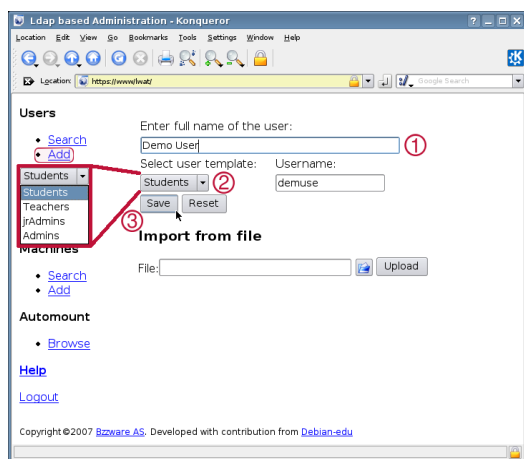 Ldap based Administration - Konqueror
Location Edit View Go Bookmarks Tools Settings Window Help
Location: https://www/lwat/ Google Search
Users
Search
Add
Students
Students
Teachers
jrAdmins
Admins
Enter full name of the user:
Demo User
①
Select user template: Username:
Students ② demuse
③ Save Reset
Import from file
File: Upload
Machines
Search
Add
Automount
Browse
Help
Logout
Copyright©2007 Bzzware AS. Developed with contribution from Debian-edu